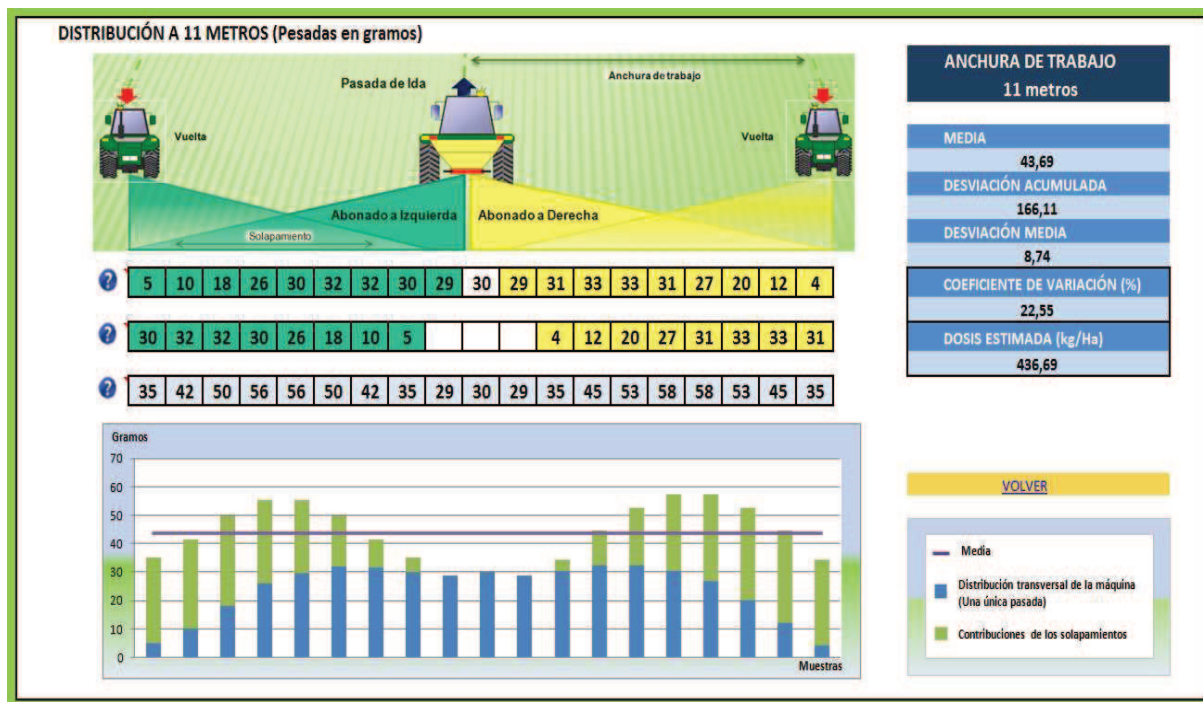 DISTRIBUCIÓN A 11 METROS (Pesadas en gramos)
Pasada de Ida
Anchura de trabajo
Vuelta
Vuelta
Abonado a Izquierda
Abonado a Derecha
Solapamiento
? 5 10 18 26 30 32 32 30 29 30 29 31 33 33 31 27 20 12 4
? 30 32 32 30 26 18 10 5 4 12 20 27 31 33 33 31
? 35 42 50 56 56 50 42 35 29 30 29 35 45 53 58 58 53 45 35
Gramos
70
60
50
40
30
20
10
0
Muestras
ANCHURA DE TRABAJO
11 metros
MEDIA
43,69
DESVIACIÓN ACUMULADA
166,11
DESVIACIÓN MEDIA
8,74
COEFICIENTE DE VARIACIÓN (%)
22,55
DOSIS ESTIMADA (kg/Ha)
436,69
VOLVER
Media
Distribución transversal de la máquina
(Una única pasada)
Contribuciones de los solapamientos